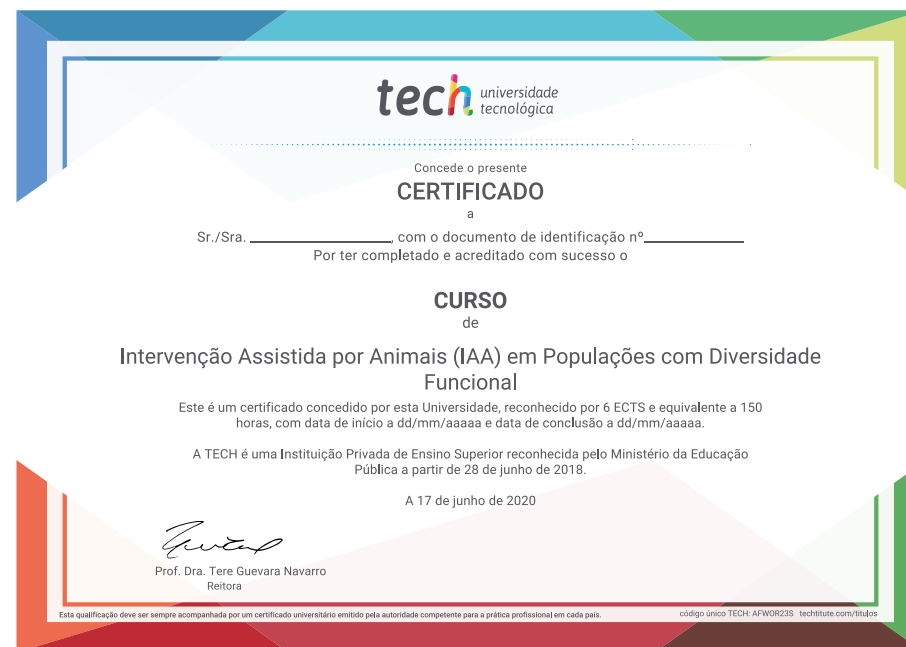 tech universidade
tecnológica
Concede o presente
CERTIFICADO
a
Sr./Sra. ________________, com o documento de identificação nº____________
Por ter completado e acreditado com sucesso o
CURSO
de
Intervenção Assistida por Animais (IAA) em Populações com Diversidade
Funcional
Este é um certificado concedido por esta Universidade, reconhecido por 6 ECTS e equivalente a 150
horas, com data de início a dd/mm/aaaaa e data de conclusão a dd/mm/aaaaa.
A TECH é uma Instituição Privada de Ensino Superior reconhecida pelo Ministério da Educação
Pública a partir de 28 de junho de 2018.
A 17 de junho de 2020
Prof. Dra. Tere Guevara Navarro
Reitora
Esta qualificação deve ser sempre acompanhada por um certificado universitário emitido pela autoridade competente para a prática profissional em cada país.
código único TECH: AFWOR23S techtitute.com/titulos